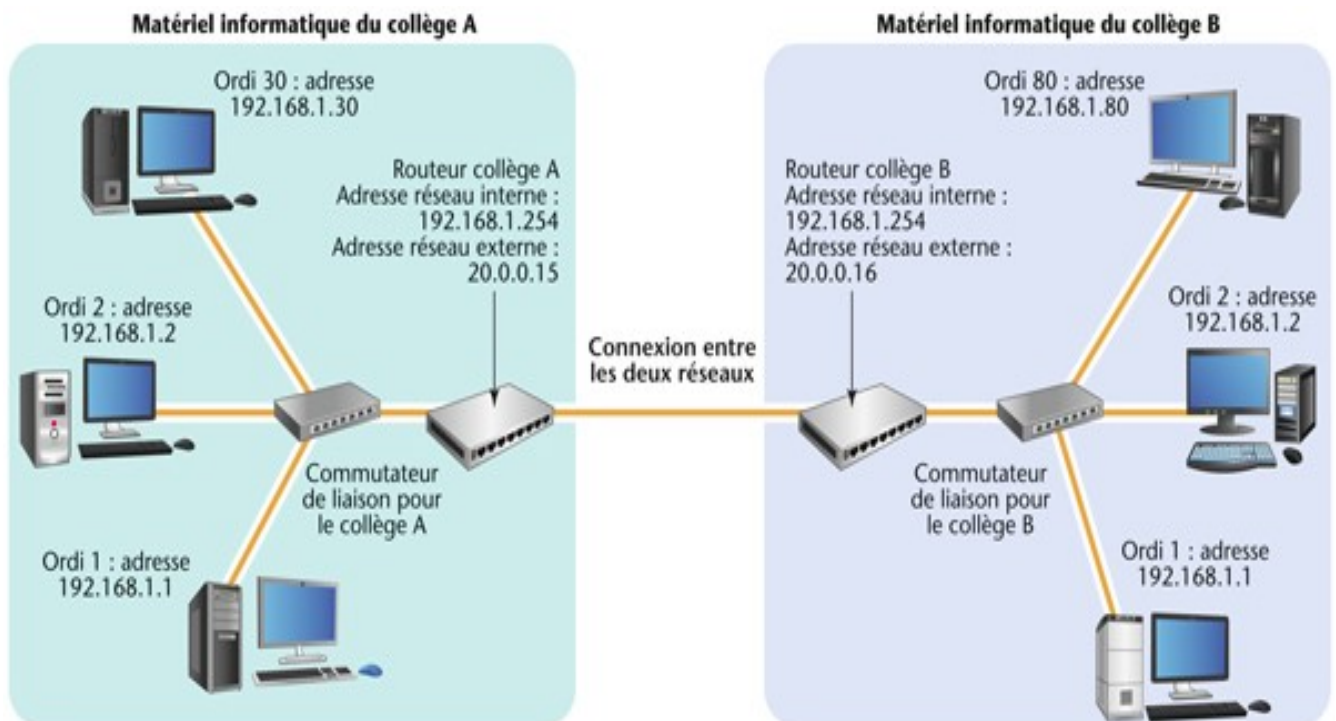 Matériel informatique du collège A
Ordi 30 : adresse
192.168.1.30
Routeur collège A
Adresse réseau interne :
192.168.1.254
Adresse réseau externe :
20.0.0.15
Ordi 2 : adresse
192.168.1.2
Commutateur
de liaison pour
le collège A
Ordi 1 : adresse
192.168.1.1
Connexion entre
les deux réseaux
Matériel informatique du collège B
Ordi 80 : adresse
192.168.1.80
Routeur collège B
Adresse réseau interne :
192.168.1.254
Adresse réseau externe :
20.0.0.16
Ordi 2 : adresse
192.168.1.2
Commutateur
de liaison pour
le collège B
Ordi 1 : adresse
192.168.1.1